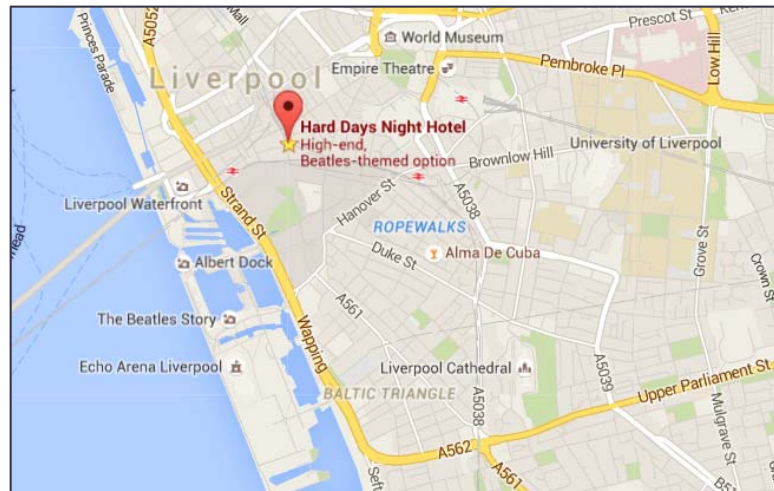 A5052
Mall
Princes Parade
World Museum
Prescot St
Liverpool
Empire Theatre
Pembroke Pl
Low Hill
Hard Days Night Hotel
High-end,
Beatles-themed option
University of Liverpool
Brownlow Hill
Liverpool Waterfront
Strand St
Hanover St
A5038
ROPEWALKS
Duke St
Alma De Cuba
Grove St
Crown St
Albert Dock
A561
The Beatles Story
Wapping
Echo Arena Liverpool
Liverpool Cathedral
BALTIC TRIANGLE
A5038
A5039
Upper Parliament St
Mulgrave St
A562
A561
Seft
B5
head